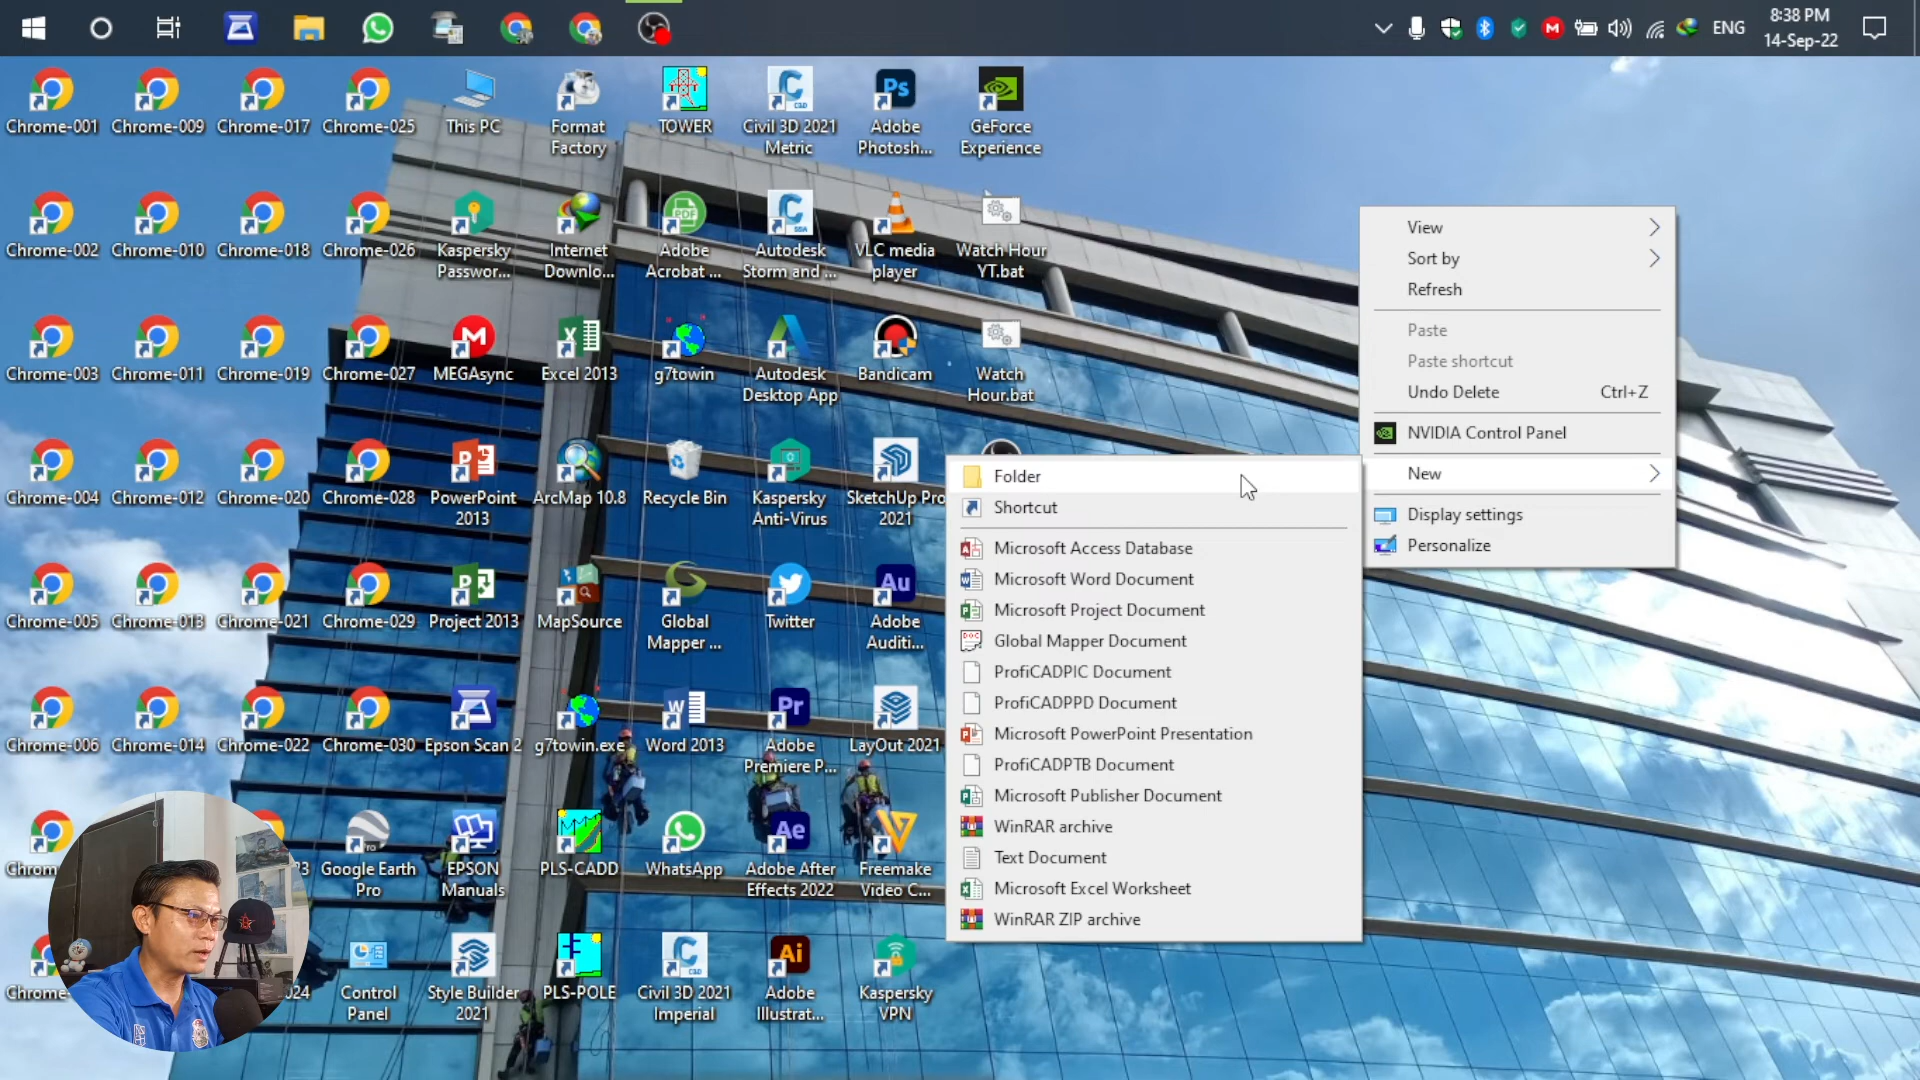 8:38 PM
ENG
14-Sep-22
Chrome-001
Chrome-009
Chrome-017
Chrome-025
This PC
Format
Factory
TOWER
Civil 3D 2021
Metric
Adobe
Photosh...
GeForce
Experience
Chrome-002
Chrome-010
Chrome-018
Chrome-026
Kaspersky
Passwor...
Internet
Downlo...
Adobe
Acrobat ...
Autodesk
Storm and ...
VLC media
player
Watch Hour
YT.bat
Chrome-003
Chrome-011
Chrome-019
Chrome-027
MEGAsync
Excel 2013
g7towin
Autodesk
Desktop App
Bandicam
Watch
Hour.bat
Chrome-004
Chrome-012
Chrome-020
Chrome-028
PowerPoint
2013
ArcMap 10.8
Recycle Bin
Kaspersky
Anti-Virus
SketchUp Pro
2021
Chrome-005
Chrome-013
Chrome-021
Chrome-029
Project 2013
MapSource
Global
Mapper ...
Twitter
Adobe
Auditi...
Chrome-006
Chrome-014
Chrome-022
Chrome-030
Epson Scan 2
g7towin.exe
Word 2013
Adobe
Premiere P...
LayOut 2021
Chrom
3
Google Earth
Pro
EPSON
Manuals
PLS-CADD
WhatsApp
Adobe After
Effects 2022
Freemake
Video C...
Chrome-
024
Control
Panel
Style Builder
2021
PLS-POLE
Civil 3D 2021
Imperial
Adobe
Illustrat...
Kaspersky
VPN
View
Sort by
Refresh
Paste
Paste shortcut
Undo Delete Ctrl+Z
NVIDIA Control Panel
New
Display settings
Personalize
Folder
Shortcut
Microsoft Access Database
Microsoft Word Document
Microsoft Project Document
Global Mapper Document
ProfiCADPIC Document
ProfiCADPPD Document
Microsoft PowerPoint Presentation
ProfiCADPTB Document
Microsoft Publisher Document
WinRAR archive
Text Document
Microsoft Excel Worksheet
WinRAR ZIP archive